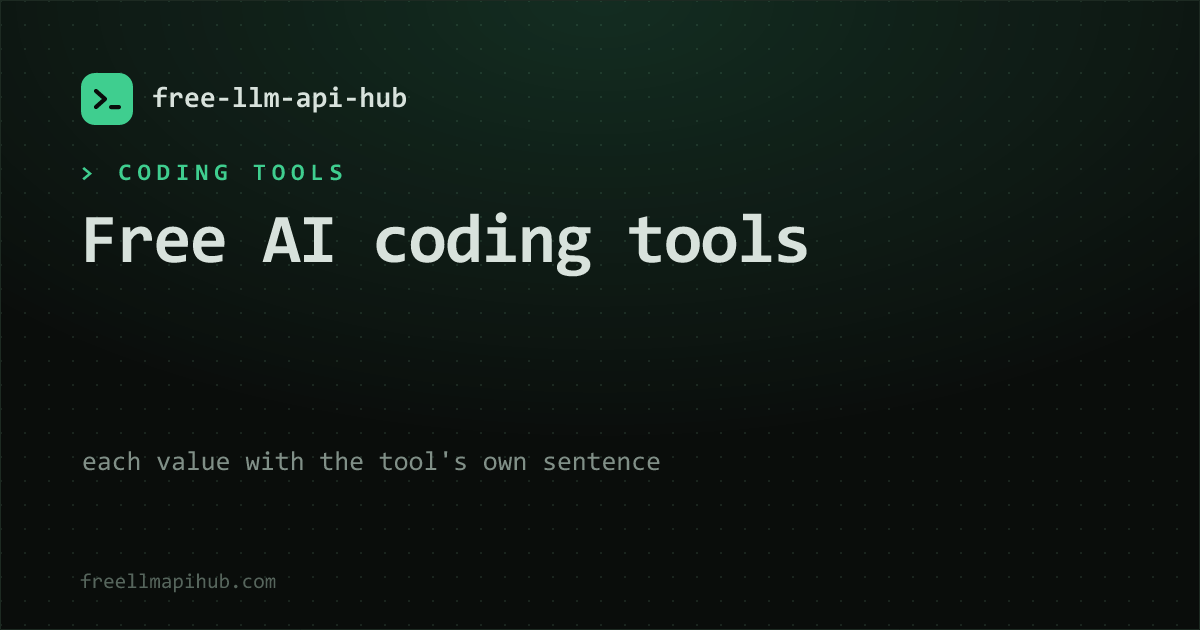 free-llm-api-hub
> CODING TOOLS
Free AI coding tools
each value with the tool's own sentence
freellmapihub.com